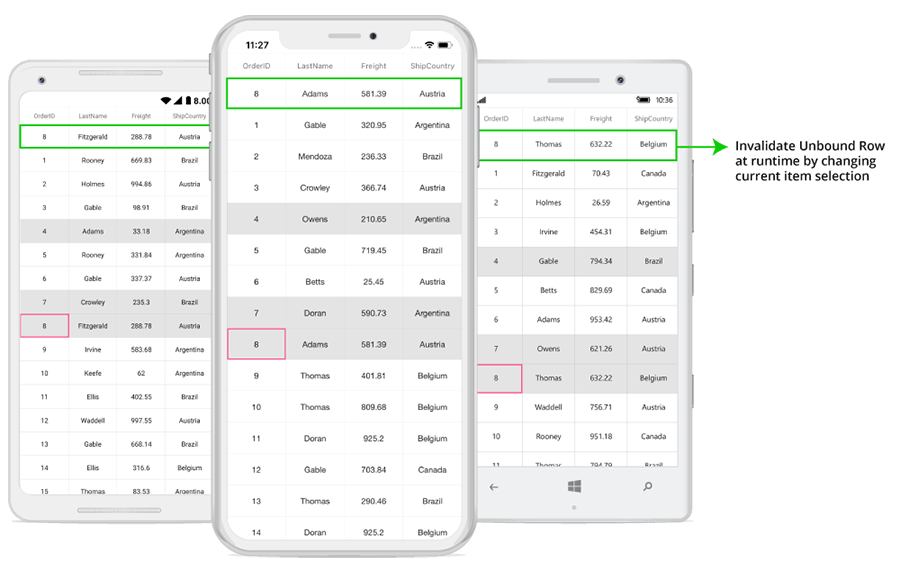 8.00
OrderID LastName Freight ShipCountry
8 Fitzgerald 288.78 Austria
1 Rooney 669.83 Brazil
2 Holmes 994.86 Austria
3 Gable 98.91 Brazil
4 Adams 33.18 Argentina
5 Rooney 331.84 Argentina
6 Gable 337.37 Austria
7 Crowley 235.3 Brazil
8 Fitzgerald 288.78 Austria
9 Irvine 583.68 Argentina
10 Keefe 62 Argentina
11 Ellis 402.55 Brazil
12 Waddell 997.55 Austria
13 Gable 668.14 Brazil
14 Ellis 316.6 Belgium
15 Thomas 83.53 Argentina
11:27
OrderID LastName Freight ShipCountry
8 Adams 581.39 Austria
1 Gable 320.95 Argentina
2 Mendoza 236.33 Brazil
3 Crowley 366.74 Austria
4 Owens 210.65 Argentina
5 Gable 719.45 Brazil
6 Betts 25.45 Austria
7 Doran 590.73 Argentina
8 Adams 581.39 Austria
9 Thomas 401.81 Belgium
10 Thomas 809.68 Belgium
11 Doran 925.2 Belgium
12 Gable 703.84 Canada
13 Thomas 290.46 Brazil
14 Doran 925.2 Belgium
10:36
OrderID LastName Freight ShipCountry
8 Thomas 632.22 Belgium
1 Fitzgerald 70.43 Canada
2 Holmes 26.59 Argentina
3 Irvine 454.31 Belgium
4 Gable 794.34 Brazil
5 Betts 829.69 Canada
6 Adams 953.42 Austria
7 Owens 621.26 Austria
8 Thomas 632.22 Belgium
9 Waddell 756.71 Austria
10 Rooney 951.18 Canada
11 Thomas 794.79 Brazil
Invalidate Unbound Row
at runtime by changing
current item selection